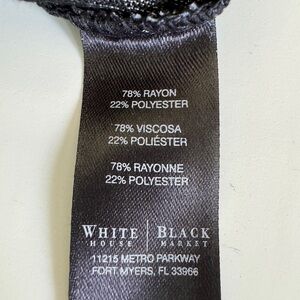 78% RAYON
22% POLYESTER
78% VISCOSA
22% POLIÉSTER
78% RAYONNE
22% POLYESTER
WHITE | BLACK
HOUSE | MARKET
11215 METRO PARKWAY
FORT MYERS, FL 33966